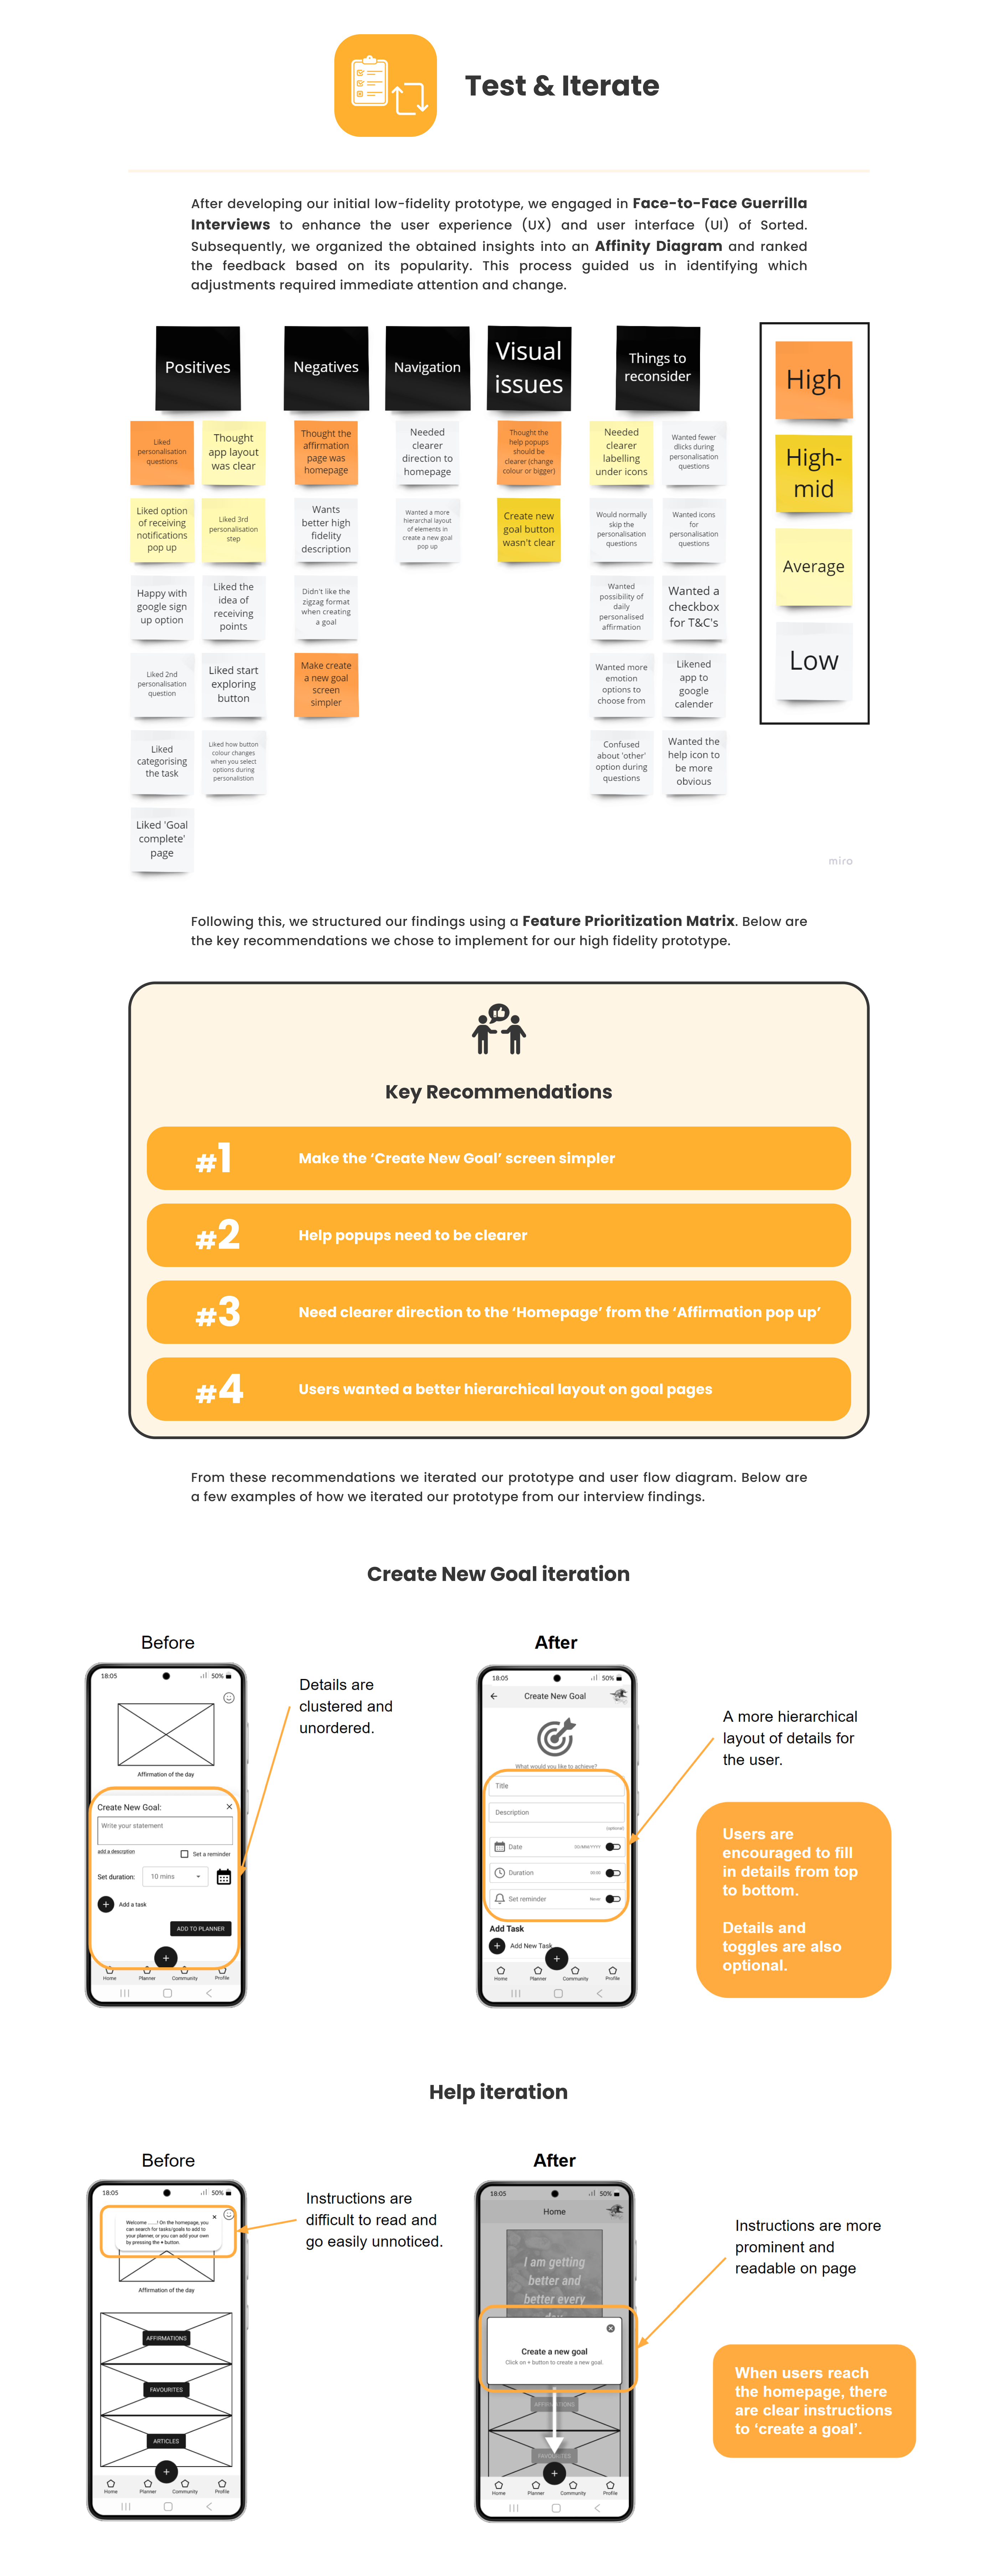 Test & Iterate
After developing our initial low-fidelity prototype, we engaged in Face-to-Face Guerrilla
Interviews to enhance the user experience (UX) and user interface (UI) of Sorted.
Subsequently, we organized the obtained insights into an Affinity Diagram and ranked
the feedback based on its popularity. This process guided us in identifying which
adjustments required immediate attention and change.
Positives
Negatives
Navigation
Visual
issues
Things to
reconsider
High
High-
mid
Average
Low
Liked
personalisation
questions
Thought
app layout
was clear
Liked option
of receiving
notifications
pop up
Liked 3rd
personalisation
step
Happy with
google sign
up option
Liked the
idea of
receiving
points
Liked 2nd
personalisation
question
Liked start
exploring
button
Liked
categorising
the task
Liked how button
colour changes
when you select
options during
personalistion
Liked 'Goal
complete'
page
Thought the
affirmation
page was
homepage
Wants
better high
fidelity
description
Didn't like the
zigzag format
when creating
a goal
Make create
a new goal
screen
simpler
Needed
clearer
direction to
homepage
Wanted a more
hierarchal layout
of elements in
create a new goal
pop up
Thought the
help popups
should be
clearer (change
colour or bigger)
Create new
goal button
wasn't clear
Needed
clearer
labelling
under icons
Wanted fewer
clicks during
personalisation
questions
Would normally
skip the
personalisation
questions
Wanted icons
for
personalisation
questions
Wanted
possibility of
daily
personalised
affirmation
Wanted a
checkbox
for T&C's
Wanted more
emotion
options to
choose from
Likened
app to
google
calender
Confused
about 'other'
option during
questions
Wanted the
help icon to
be more
obvious
miro
Following this, we structured our findings using a Feature Prioritization Matrix. Below are
the key recommendations we chose to implement for our high fidelity prototype.
Key Recommendations
#1 Make the ‘Create New Goal’ screen simpler
#2 Help popups need to be clearer
#3 Need clearer direction to the ‘Homepage’ from the ‘Affirmation pop up’
#4 Users wanted a better hierarchical layout on goal pages
From these recommendations we iterated our prototype and user flow diagram. Below are
a few examples of how we iterated our prototype from our interview findings.
Create New Goal iteration
Before
18:05 50%
Affirmation of the day
Create New Goal:
Write your statement
add a description
Set a reminder
Set duration: 10 mins
Add a task
ADD TO PLANNER
Home Planner Community Profile
Details are
clustered and
unordered.
After
18:05 50%
Create New Goal
What would you like to achieve?
Title
Description
(optional)
Date DD/MM/YYYY
Duration 00:00
Set reminder Never
Add Task
Add New Task
Home Planner Community Profile
A more hierarchical
layout of details for
the user.
Users are
encouraged to fill
in details from top
to bottom.
Details and
toggles are also
optional.
Help iteration
Before
18:05 50%
Welcome ......! On the homepage, you
can search for tasks/goals to add to
your planner, or you can add your own
by pressing the + button.
Affirmation of the day
AFFIRMATIONS
FAVOURITES
ARTICLES
Home Planner Community Profile
Instructions are
difficult to read and
go easily unnoticed.
After
18:05 50%
Home
I am getting
better and
better every
day
Create a new goal
Click on + button to create a new goal.
AFFIRMATIONS
FAVOURITES
Home Planner Community Profile
Instructions are more
prominent and
readable on page
When users reach
the homepage, there
are clear instructions
to ‘create a goal’.